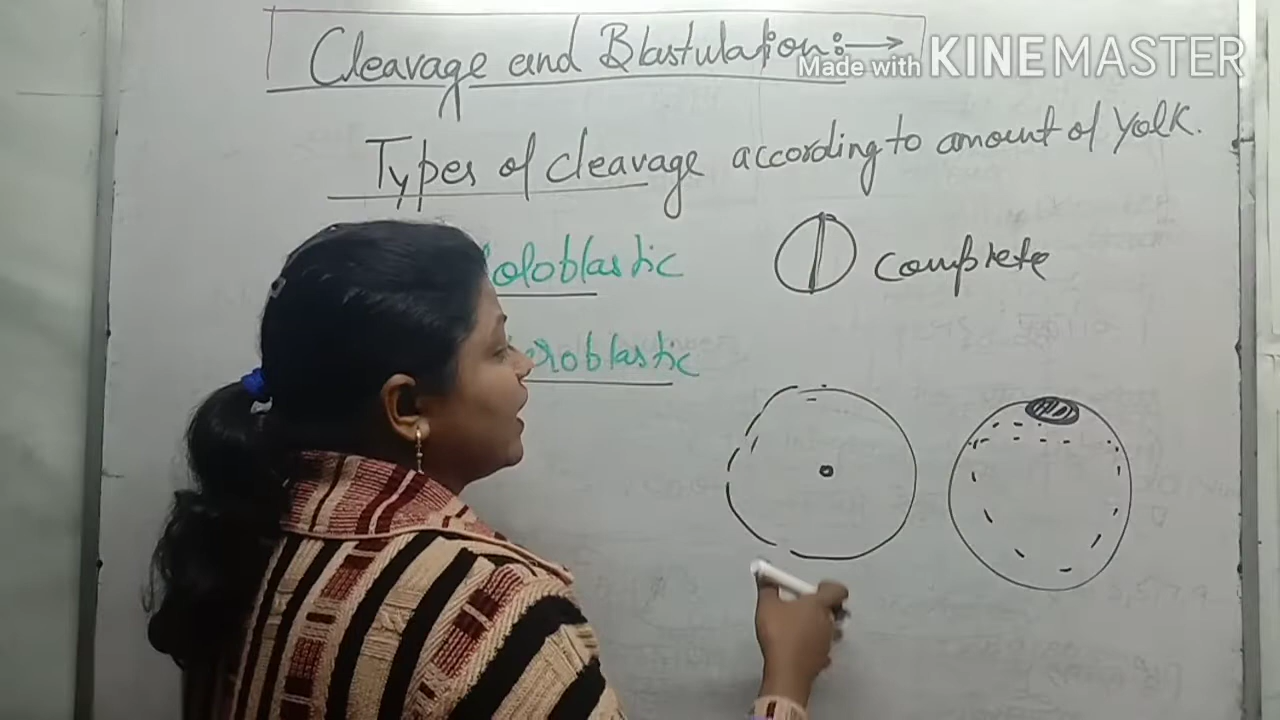 Cleavage and Blastulation:→
Made with KINEMASTER
Types of cleavage according to amount of Yolk.
oloblastic
complete
roblastic